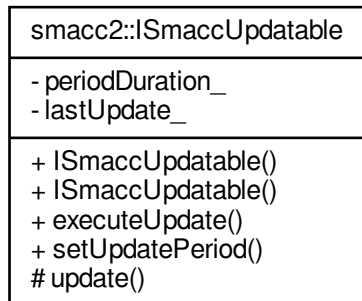 smacc2::ISmaccUpdatable
- periodDuration_
- lastUpdate_
+ ISmaccUpdatable()
+ ISmaccUpdatable()
+ executeUpdate()
+ setUpdatePeriod()
# update()